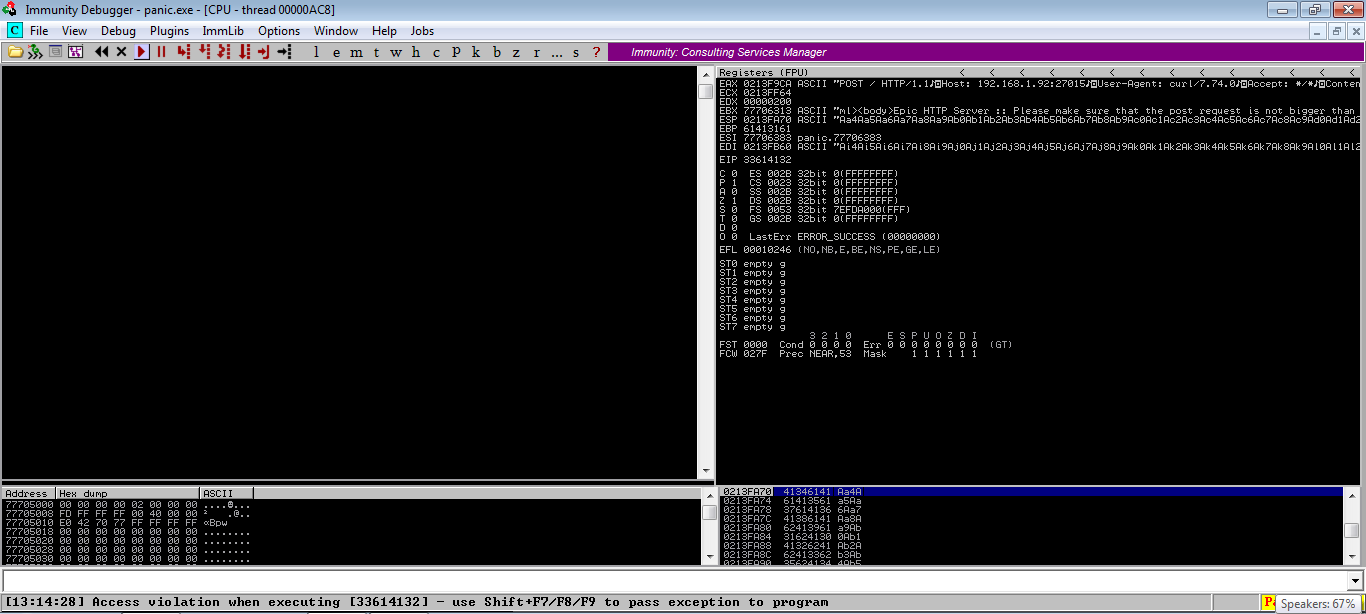 Immunity Debugger - panic.exe - [CPU - thread 00000AC8]
C File View Debug Plugins ImmLib Options Window Help Jobs
l e m t w h c P k b z r ... s ?
Immunity: Consulting Services Manager
Registers (FPU) < < < < < < < < < < < <
EAX 0213F9CA ASCII "POST / HTTP/1.1♪◙Host: 192.168.1.92:27015♪◙User-Agent: curl/7.74.0♪◙Accept: */*♪◙Conten
ECX 0213FF64
EDX 00000200
EBX 77706313 ASCII "ml><body>Epic HTTP Server :: Please make sure that the post request is not bigger than
ESP 0213FA70 ASCII "Aa4Aa5Aa6Aa7Aa8Aa9Ab0Ab1Ab2Ab3Ab4Ab5Ab6Ab7Ab8Ab9Ac0Ac1Ac2Ac3Ac4Ac5Ac6Ac7Ac8Ac9Ad0Ad1Ad2
EBP 61413161
ESI 77706383 panic.77706383
EDI 0213FB60 ASCII "Ai4Ai5Ai6Ai7Ai8Ai9Aj0Aj1Aj2Aj3Aj4Aj5Aj6Aj7Aj8Aj9Ak0Ak1Ak2Ak3Ak4Ak5Ak6Ak7Ak8Ak9Al0Al1Al2
EIP 33614132
C 0 ES 002B 32bit 0(FFFFFFFF)
P 1 CS 0023 32bit 0(FFFFFFFF)
A 0 SS 002B 32bit 0(FFFFFFFF)
Z 1 DS 002B 32bit 0(FFFFFFFF)
S 0 FS 0053 32bit 7EFDA000(FFF)
T 0 GS 002B 32bit 0(FFFFFFFF)
D 0
O 0 LastErr ERROR_SUCCESS (00000000)
EFL 00010246 (NO,NB,E,BE,NS,PE,GE,LE)
ST0 empty g
ST1 empty g
ST2 empty g
ST3 empty g
ST4 empty g
ST5 empty g
ST6 empty g
ST7 empty g
3 2 1 0 E S P U O Z D I
FST 0000 Cond 0 0 0 0 Err 0 0 0 0 0 0 0 0 (GT)
FCW 027F Prec NEAR,53 Mask 1 1 1 1 1 1
Address Hex dump ASCII
77705000 00 00 00 00 02 00 00 00 ....☻...
77705008 FD FF FF FF 00 40 00 00 ² .@..
77705010 E0 42 70 77 FF FF FF FF αBpw
77705018 00 00 00 00 00 00 00 00 ........
77705020 00 00 00 00 00 00 00 00 ........
77705028 00 00 00 00 00 00 00 00 ........
77705030 00 00 00 00 00 00 00 00 ........
0213FA70 41346141 Aa4A
0213FA74 61413561 a5Aa
0213FA78 37614136 6Aa7
0213FA7C 41386141 Aa8A
0213FA80 62413961 a9Ab
0213FA84 31624130 0Ab1
0213FA88 41326241 Ab2A
0213FA8C 62413362 b3Ab
0213FA90 35624134 4Ab5
[13:14:28] Access violation when executing [33614132] - use Shift+F7/F8/F9 to pass exception to program
Speakers: 67%